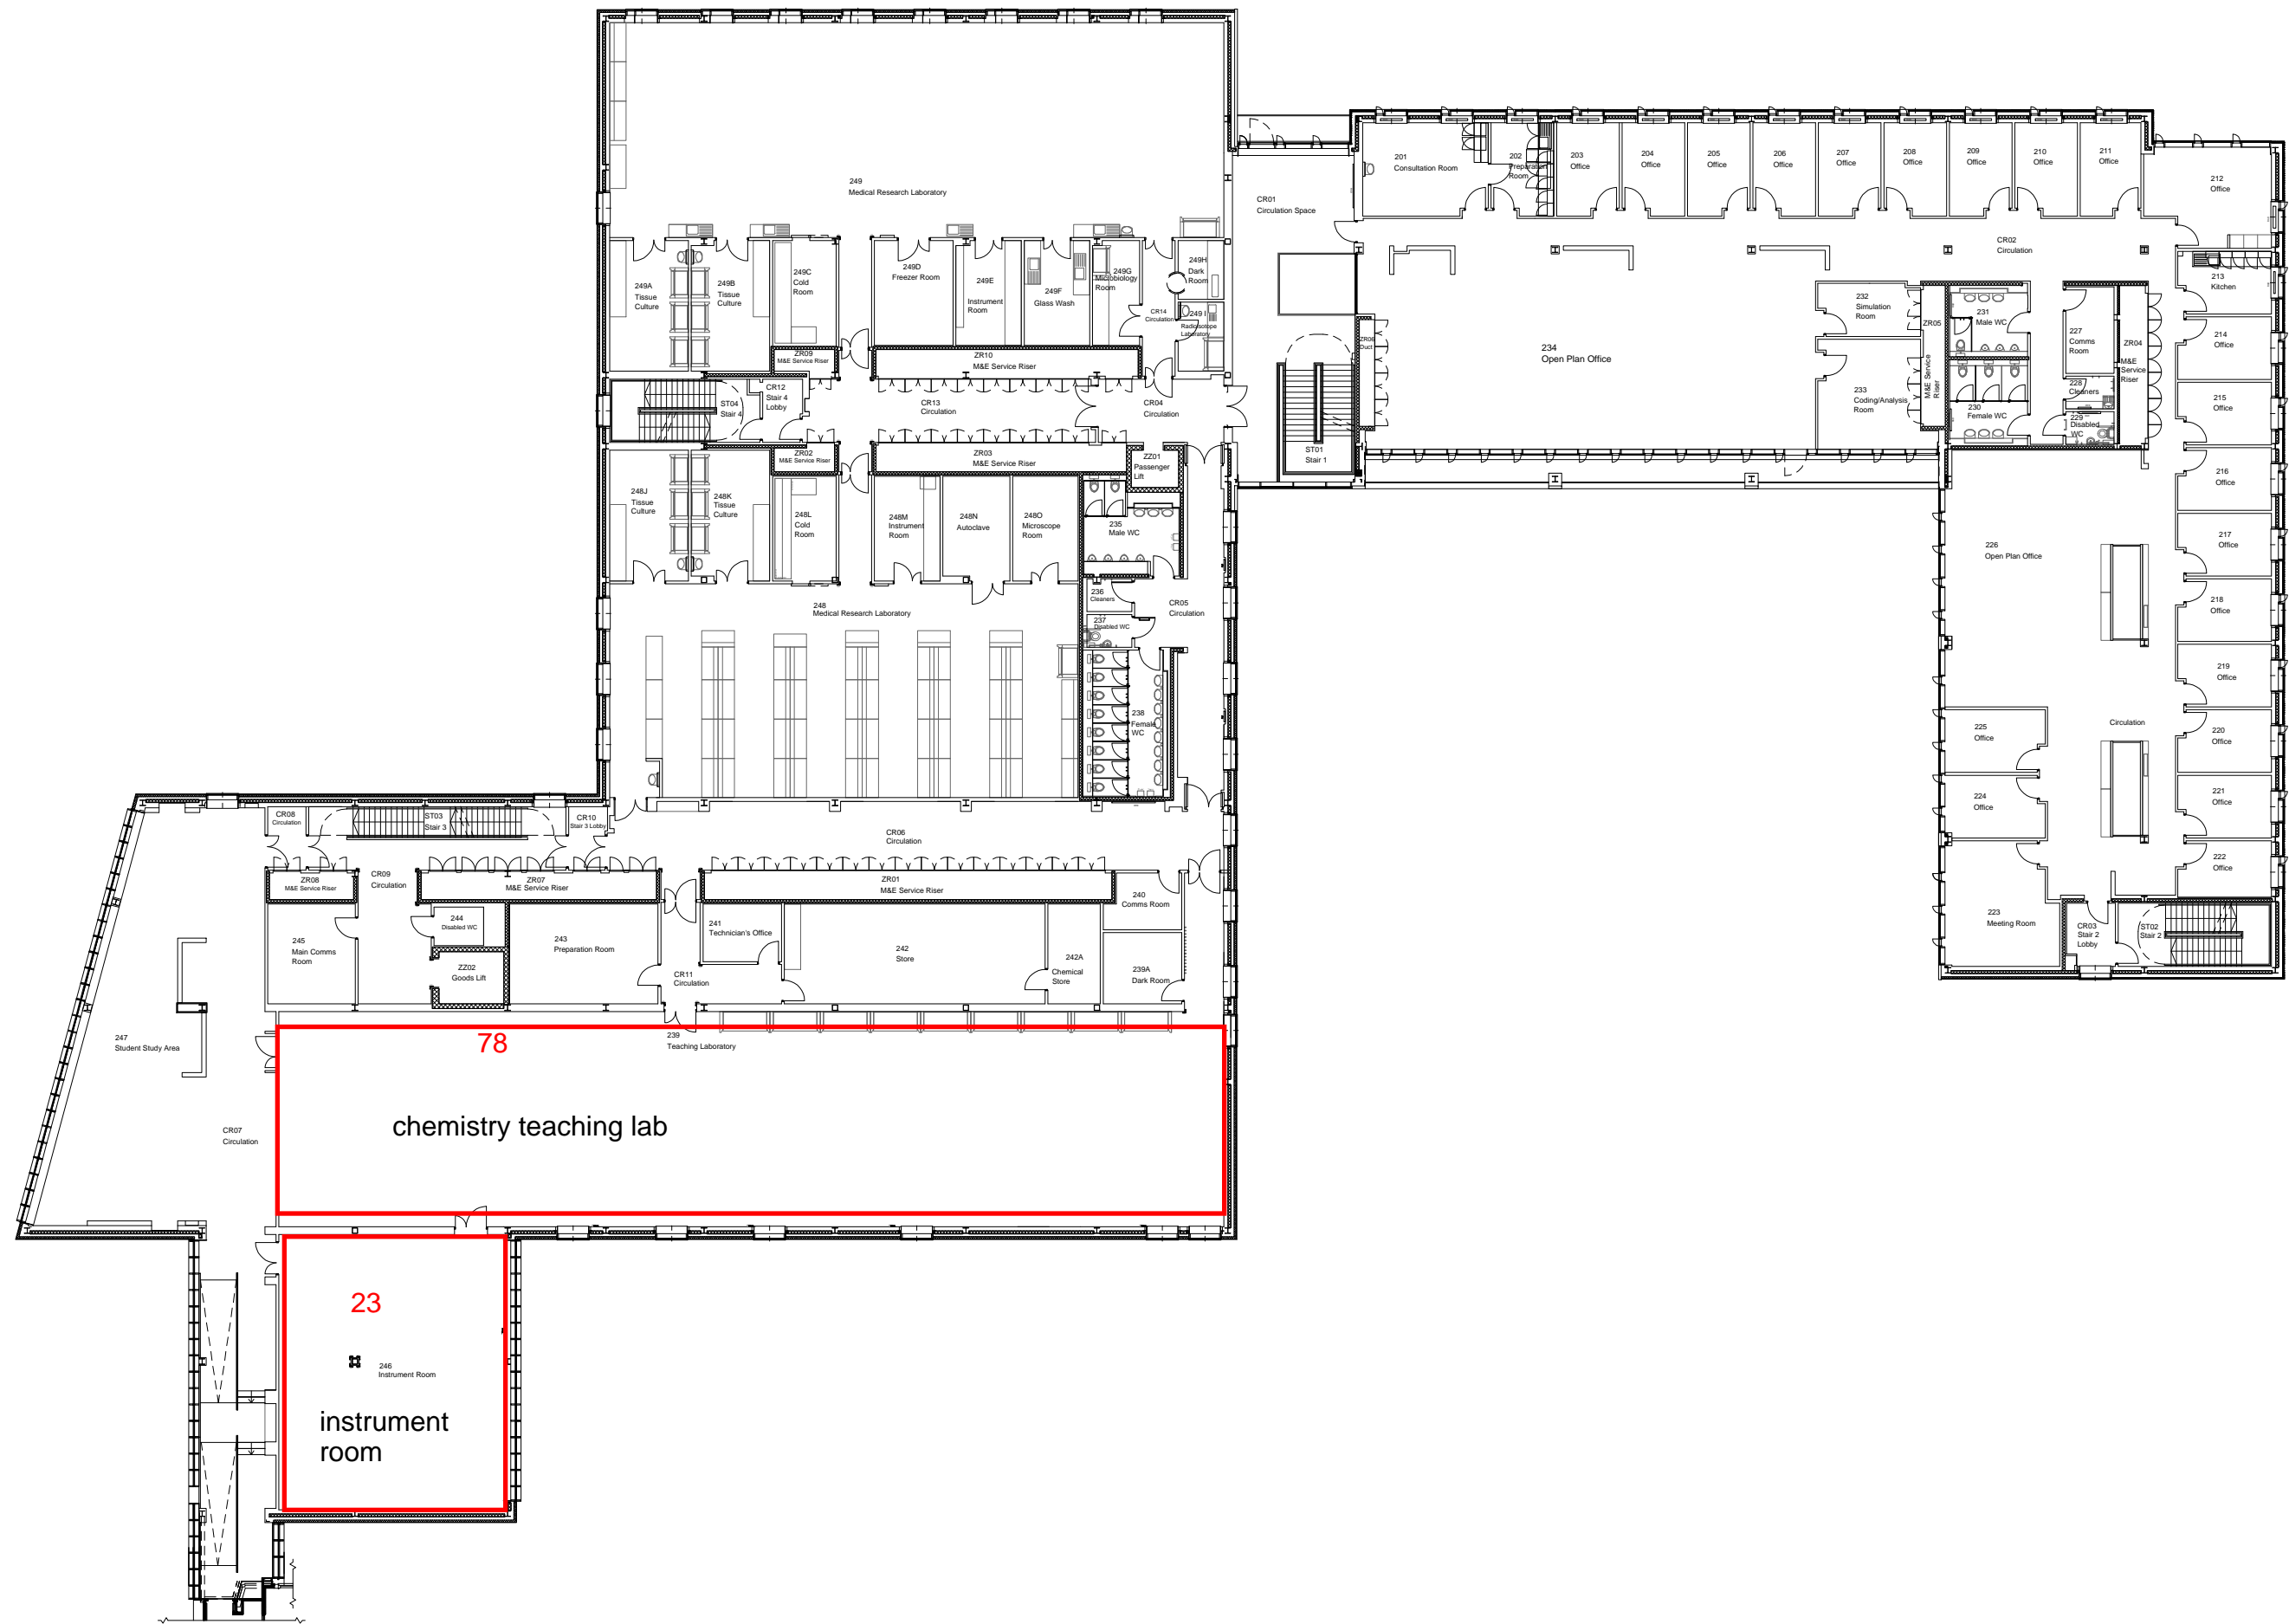 249
Medical Research Laboratory
CR01
Circulation Space
201
Consultation Room
202
Preparation
Room
203
Office
204
Office
205
Office
206
Office
207
Office
208
Office
209
Office
210
Office
211
Office
212
Office
CR02
Circulation
213
Kitchen
249A
Tissue
Culture
249B
Tissue
Culture
249C
Cold
Room
249D
Freezer Room
249E
Instrument
Room
249F
Glass Wash
249G
Microbiology
Room
249H
Dark
Room
CR14
Circulation
249 I
Radioisotope
Laboratory
ZR09
M&E Service Riser
ZR10
M&E Service Riser
ZR06
Duct
234
Open Plan Office
232
Simulation
Room
233
Coding/Analysis
Room
ZR05
M&E Service
Riser
231
Male WC
227
Comms
Room
ZR04
M&E
Service
Riser
228
Cleaners
229
Disabled
WC
230
Female WC
214
Office
215
Office
ST04
Stair 4
CR12
Stair 4
Lobby
CR13
Circulation
CR04
Circulation
ST01
Stair 1
ZR02
M&E Service Riser
ZR03
M&E Service Riser
ZZ01
Passenger
Lift
248J
Tissue
Culture
248K
Tissue
Culture
248L
Cold
Room
248M
Instrument
Room
248N
Autoclave
248O
Microscope
Room
235
Male WC
216
Office
217
Office
226
Open Plan Office
218
Office
219
Office
236
Cleaners
237
Disabled WC
CR05
Circulation
248
Medical Research Laboratory
238
Female
WC
225
Office
Circulation
220
Office
224
Office
221
Office
222
Office
223
Meeting Room
CR03
Stair 2
Lobby
ST02
Stair 2
CR08
Circulation
ST03
Stair 3
CR10
Stair 3 Lobby
CR06
Circulation
ZR08
M&E Service Riser
CR09
Circulation
ZR07
M&E Service Riser
ZR01
M&E Service Riser
240
Comms Room
245
Main Comms
Room
244
Disabled WC
ZZ02
Goods Lift
243
Preparation Room
241
Technician's Office
CR11
Circulation
242
Store
242A
Chemical
Store
239A
Dark Room
247
Student Study Area
78
239
Teaching Laboratory
chemistry teaching lab
CR07
Circulation
23
246
Instrument Room
instrument
room